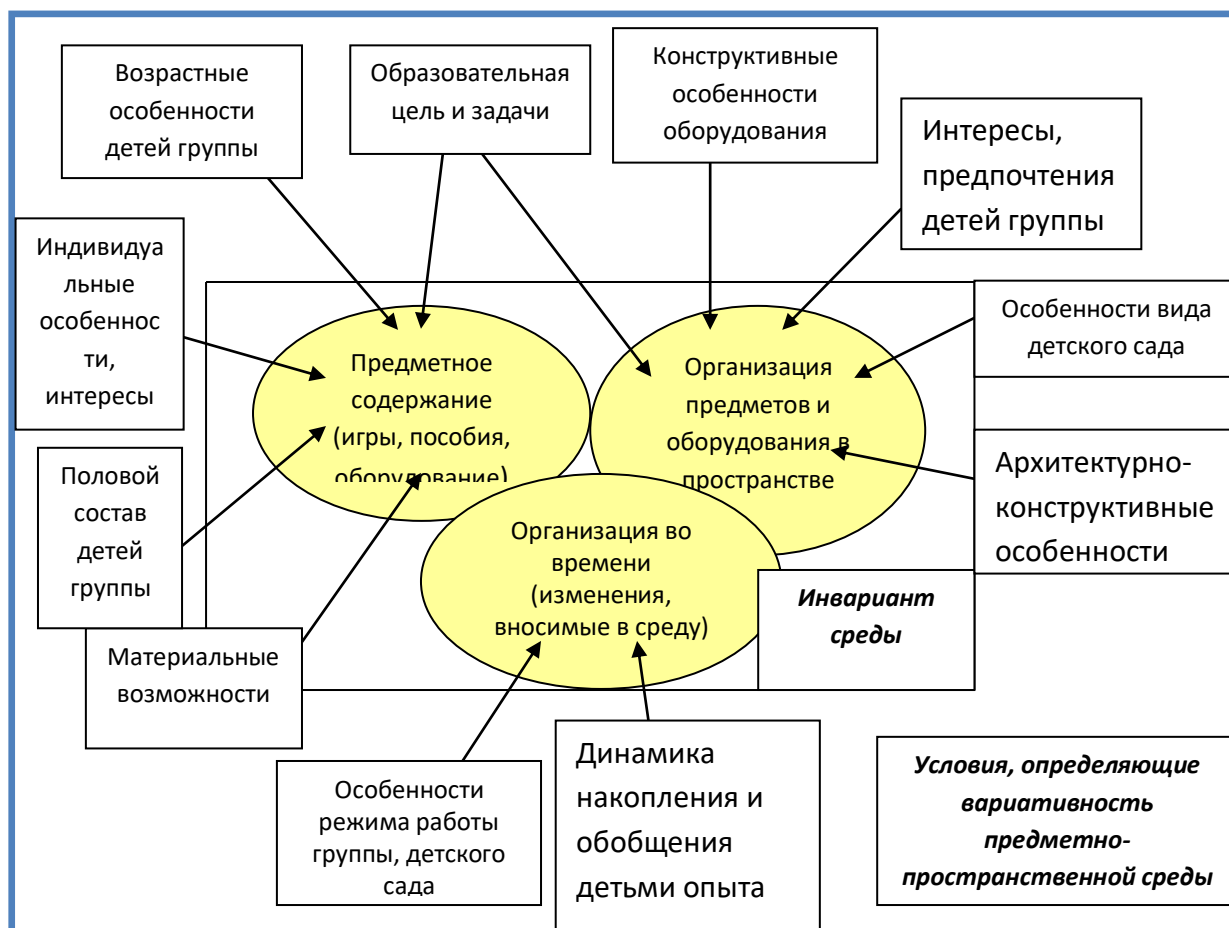 Возрастные
особенности
детей группы
Образовательная
цель и задачи
Конструктивные
особенности
оборудования
Интересы,
предпочтения
детей группы
Индивидуа
льные
особеннос
ти,
интересы
Особенности вида
детского сада
Предметное
содержание
(игры, пособия,
оборудование)
Организация
предметов и
оборудования в
пространстве
Половой
состав
детей
группы
Архитектурно-
конструктивные
особенности
Организация во
времени
(изменения,
вносимые в среду)
Инвариант
среды
Материальные
возможности
Особенности
режима работы
группы, детского
сада
Динамика
накопления и
обобщения
детьми опыта
Условия, определяющие
вариативность
предметно-
пространственной среды